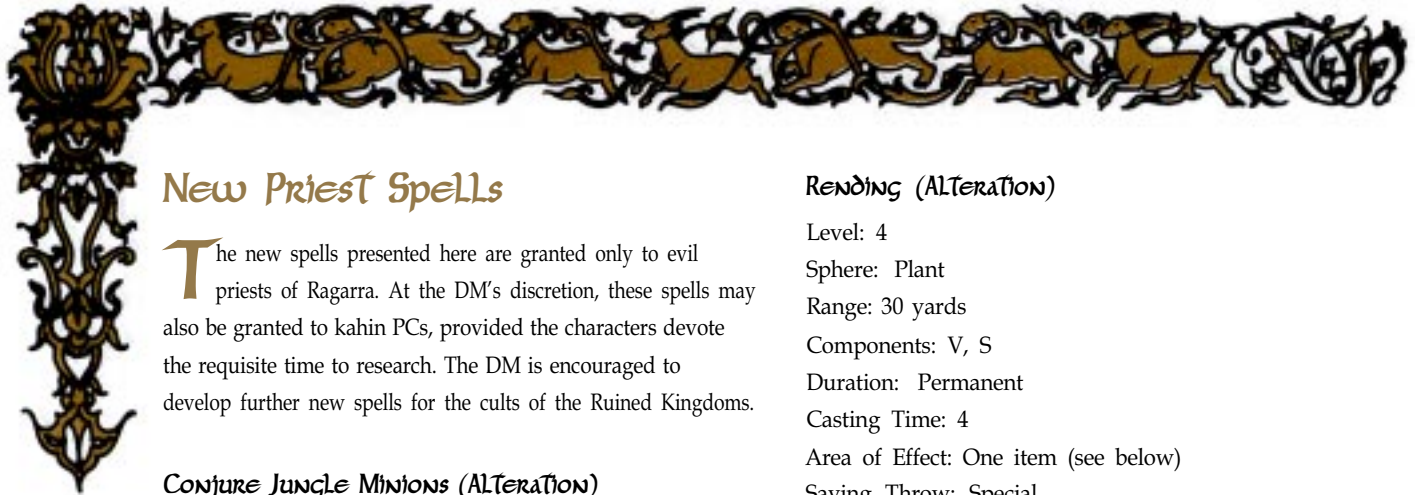 New Priest Spells
The new spells presented here are granted only to evil
priests of Ragarra. At the DM’s discretion, these spells may
also be granted to kahin PCs, provided the characters devote
the requisite time to research. The DM is encouraged to
develop further new spells for the cults of the Ruined Kingdoms.
Conjure Jungle Minions (Alteration)
Rending (Alteration)
Level: 4
Sphere: Plant
Range: 30 yards
Components: V, S
Duration: Permanent
Casting Time: 4
Area of Effect: One item (see below)
Saving Throw: Special